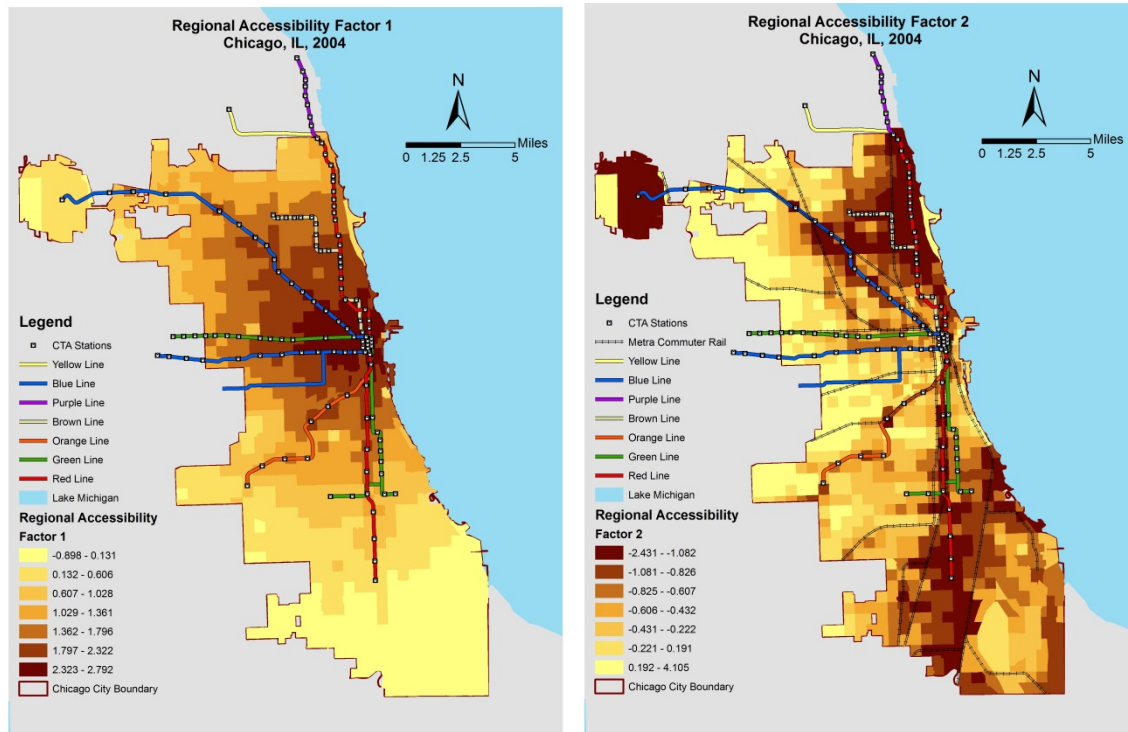 Regional Accessibility Factor 1
Chicago, IL, 2004
N
Miles
0 1.25 2.5 5
Legend
CTA Stations
Yellow Line
Blue Line
Purple Line
Brown Line
Orange Line
Green Line
Red Line
Lake Michigan
Regional Accessibility
Factor 1
-0.898 - 0.131
0.132 - 0.606
0.607 - 1.028
1.029 - 1.361
1.362 - 1.796
1.797 - 2.322
2.323 - 2.792
Chicago City Boundary
Regional Accessibility Factor 2
Chicago, IL, 2004
N
Miles
0 1.25 2.5 5
Legend
CTA Stations
Metra Commuter Rail
Yellow Line
Blue Line
Purple Line
Brown Line
Orange Line
Green Line
Red Line
Lake Michigan
Regional Accessibility
Factor 2
-2.431 - -1.082
-1.081 - -0.826
-0.825 - -0.607
-0.606 - -0.432
-0.431 - -0.222
-0.221 - 0.191
0.192 - 4.105
Chicago City Boundary